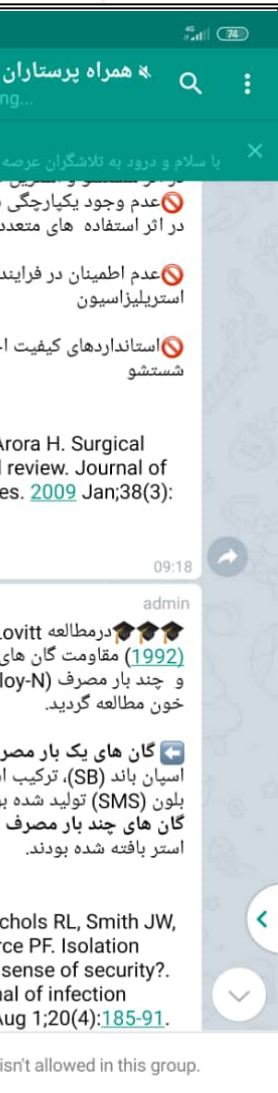 4G
74
همراه پرستاران
ng...
با سلام و درود به تلاشگران عرصه
🚫عدم وجود یکپارچگی
در اثر استفاده های متعدد
🚫عدم اطمینان در فرایند
استریلیزاسیون
🚫استانداردهای کیفیت
شستشو
Arora H. Surgical
review. Journal of
es. 2009 Jan;38(3):
09:18
admin
🎓🎓🎓درمطالعه Lovitt
(1992) مقاومت گان های
و چند بار مصرف (loy-N)
خون مطالعه گردید.
⬅️ گان های یک بار مصر
اسپان باند (SB)، ترکیب
بلون (SMS) تولید شده
گان های چند بار مصرف
استر بافته شده بودند.
chols RL, Smith JW,
rce PF. Isolation
sense of security?.
al of infection
Aug 1;20(4):185-91.
isn't allowed in this group.